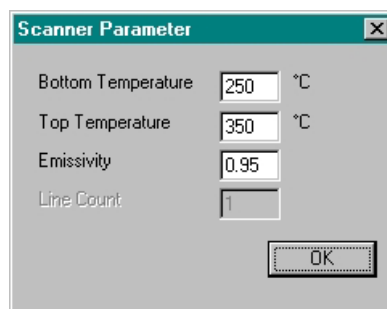 Scanner Parameter
Bottom Temperature 250 °C
Top Temperature 350 °C
Emissivity 0.95
Line Count 1
OK